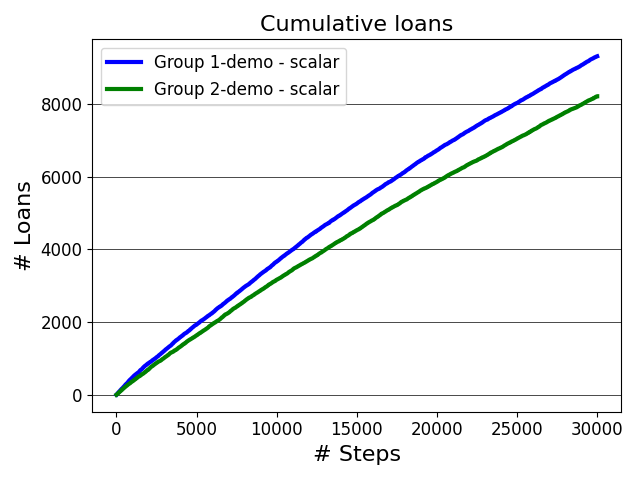 Cumulative loans
Group 1-demo - scalar
Group 2-demo - scalar
# Loans
8000
6000
4000
2000
0
0 5000 10000 15000 20000 25000 30000
# Steps